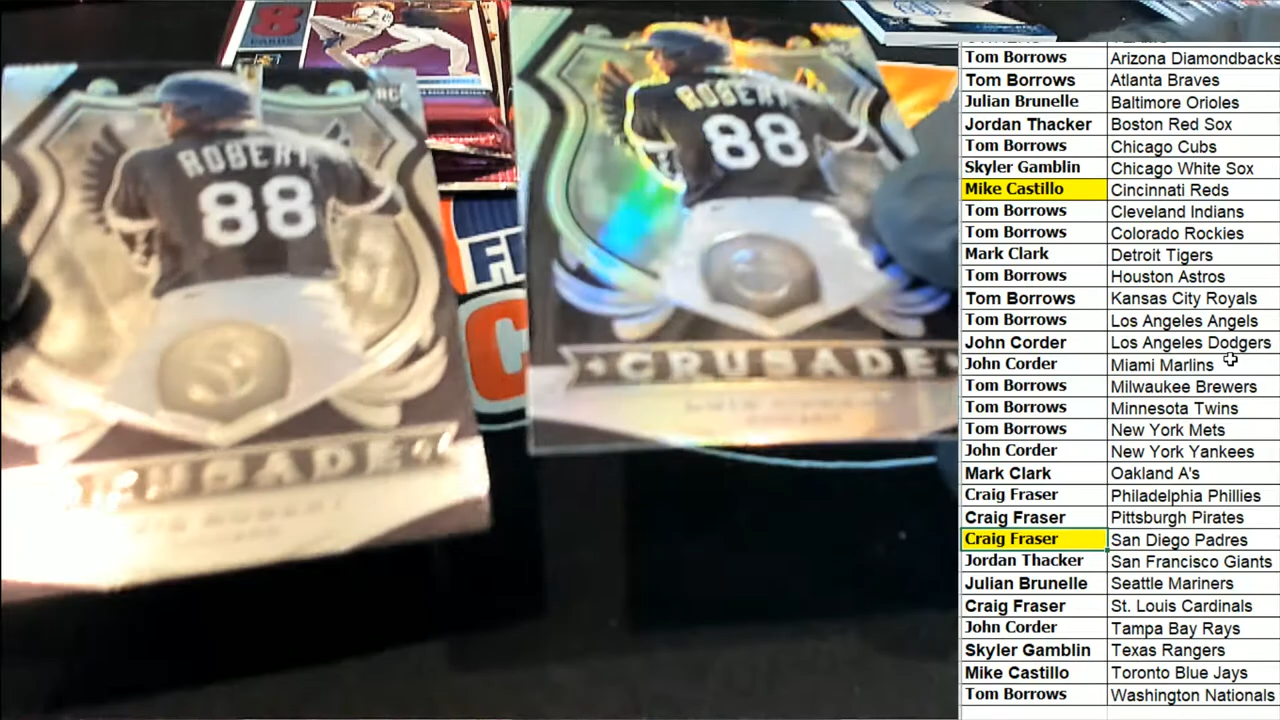 8
CARDS
RC
ROBERT
88
ROBERT
88
CRUSADE
CRUSADE
Tom Borrows Arizona Diamondbacks
Tom Borrows Atlanta Braves
Julian Brunelle Baltimore Orioles
Jordan Thacker Boston Red Sox
Tom Borrows Chicago Cubs
Skyler Gamblin Chicago White Sox
Mike Castillo Cincinnati Reds
Tom Borrows Cleveland Indians
Tom Borrows Colorado Rockies
Mark Clark Detroit Tigers
Tom Borrows Houston Astros
Tom Borrows Kansas City Royals
Tom Borrows Los Angeles Angels
John Corder Los Angeles Dodgers
John Corder Miami Marlins
Tom Borrows Milwaukee Brewers
Tom Borrows Minnesota Twins
Tom Borrows New York Mets
John Corder New York Yankees
Mark Clark Oakland A's
Craig Fraser Philadelphia Phillies
Craig Fraser Pittsburgh Pirates
Craig Fraser San Diego Padres
Jordan Thacker San Francisco Giants
Julian Brunelle Seattle Mariners
Craig Fraser St. Louis Cardinals
John Corder Tampa Bay Rays
Skyler Gamblin Texas Rangers
Mike Castillo Toronto Blue Jays
Tom Borrows Washington Nationals